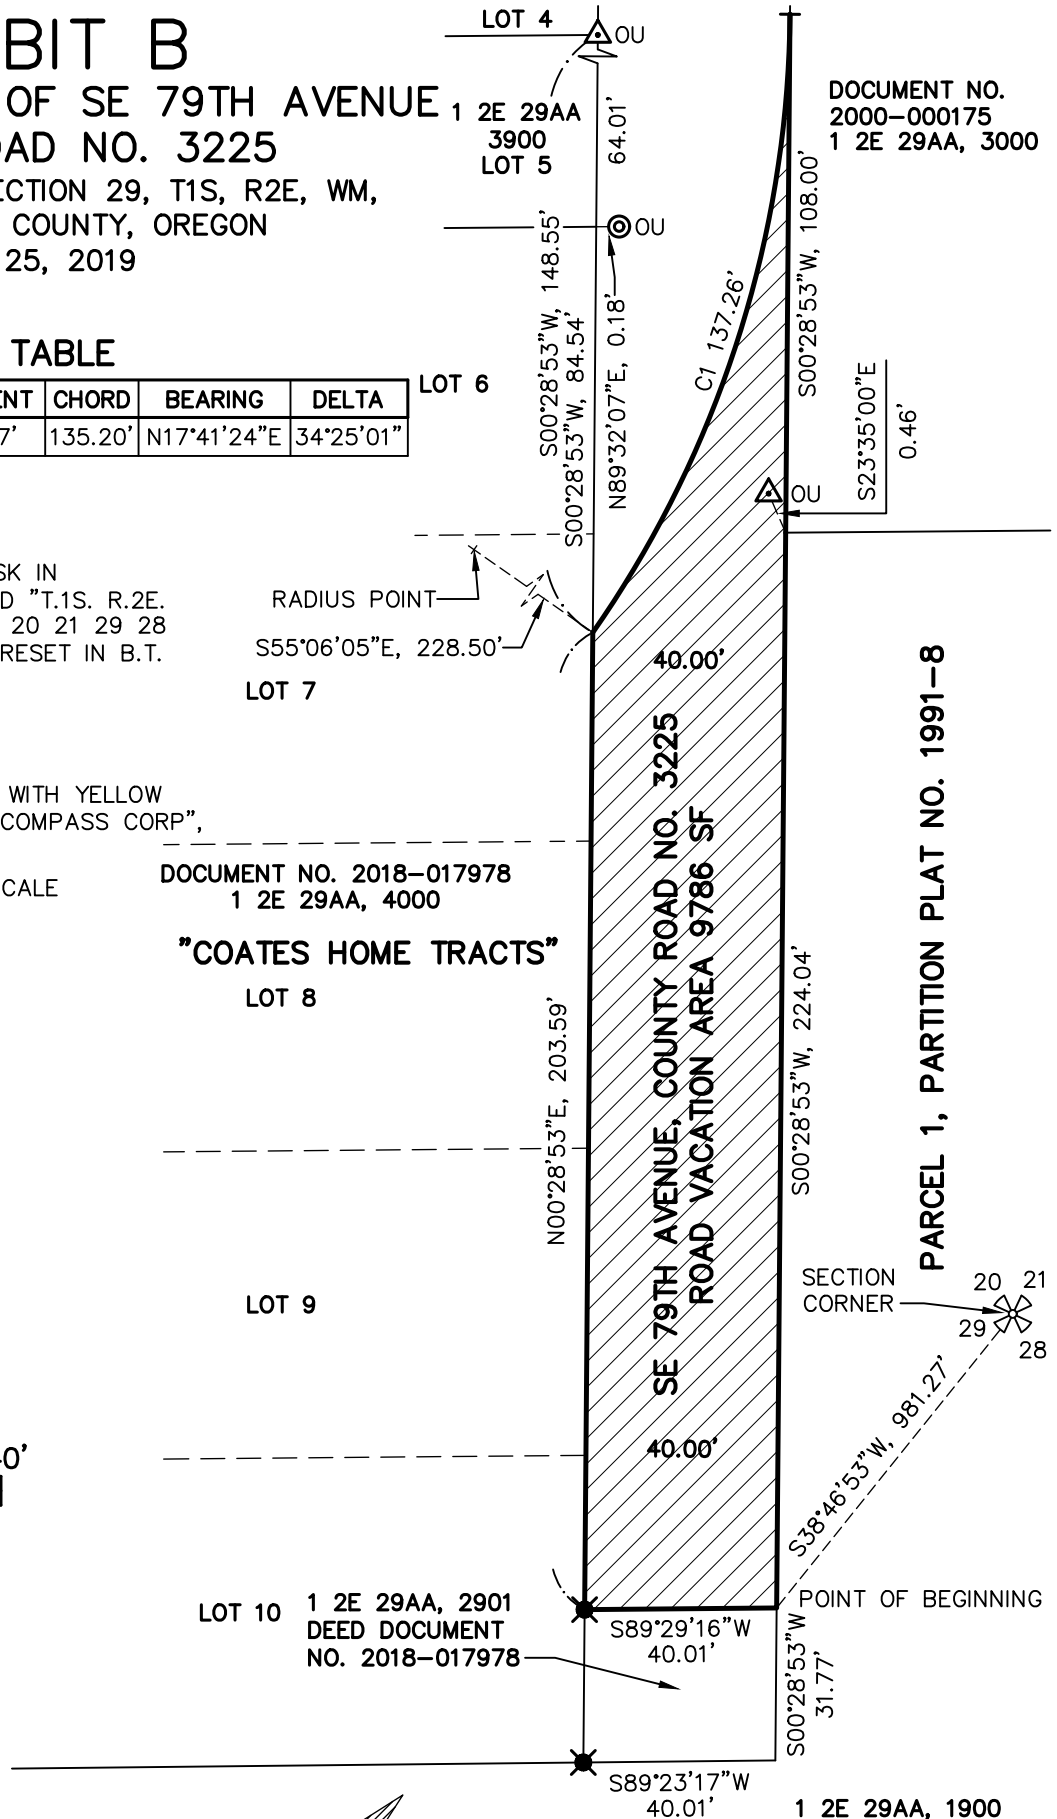 BIT B
OF SE 79TH AVENUE
OAD NO. 3225
ECTION 29, T1S, R2E, WM,
COUNTY, OREGON
25, 2019
TABLE
ENT CHORD BEARING DELTA
7' 135.20' N17°41'24"E 34°25'01"
SK IN
D "T.1S. R.2E.
20 21 29 28
RESET IN B.T.
WITH YELLOW
COMPASS CORP",
CALE
0'
LOT 4
OU
1 2E 29AA
3900
LOT 5
64.01'
OU
S00°28'53"W, 148.55'
S00°28'53"W, 84.54'
N89°32'07"E, 0.18'
LOT 6
C1 137.26'
DOCUMENT NO.
2000-000175
1 2E 29AA, 3000
S00°28'53"W, 108.00'
S23°35'00"E
0.46'
OU
RADIUS POINT
S55°06'05"E, 228.50'
LOT 7
40.00'
DOCUMENT NO. 2018-017978
1 2E 29AA, 4000
"COATES HOME TRACTS"
LOT 8
N00°28'53"E, 203.59'
SE 79TH AVENUE, COUNTY ROAD NO. 3225
ROAD VACATION AREA 9786 SF
S00°28'53"W, 224.04'
PARCEL 1, PARTITION PLAT NO. 1991-8
LOT 9
SECTION
CORNER
20 21
29
28
S38°46'53"W, 981.27'
40.00'
LOT 10
1 2E 29AA, 2901
DEED DOCUMENT
NO. 2018-017978
POINT OF BEGINNING
S89°29'16"W
40.01'
S00°28'53"W
31.77'
S89°23'17"W
40.01'
1 2E 29AA, 1900